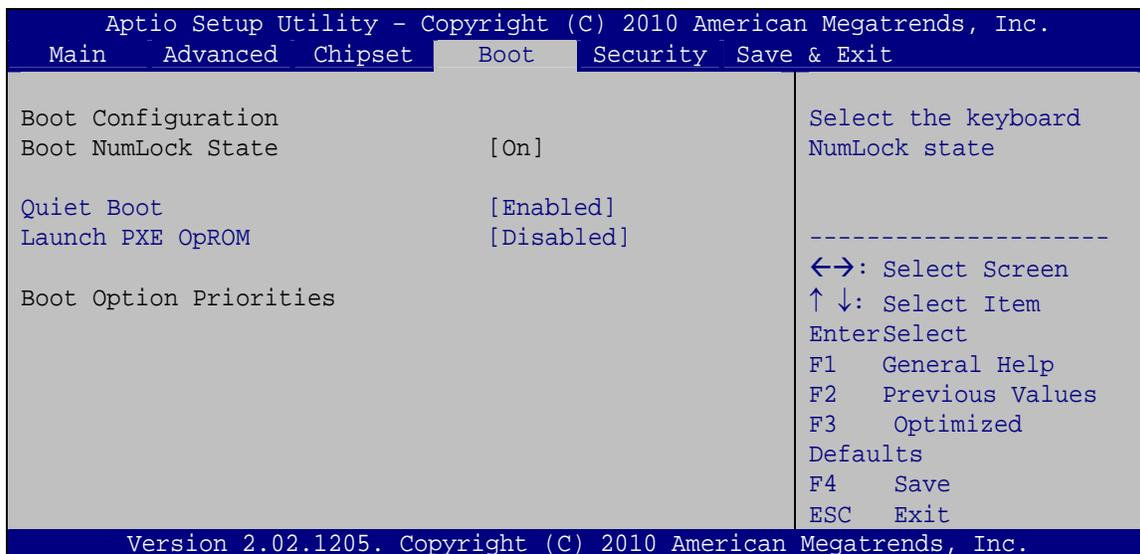 Aptio Setup Utility – Copyright (C) 2010 American Megatrends, Inc.
Main Advanced Chipset Boot Security Save & Exit
Boot Configuration
Boot NumLock State [On]
Quiet Boot [Enabled]
Launch PXE OpROM [Disabled]
Boot Option Priorities
Select the keyboard
NumLock state
---------------------
←→: Select Screen
↑ ↓: Select Item
EnterSelect
F1 General Help
F2 Previous Values
F3 Optimized
Defaults
F4 Save
ESC Exit
Version 2.02.1205. Copyright (C) 2010 American Megatrends, Inc.